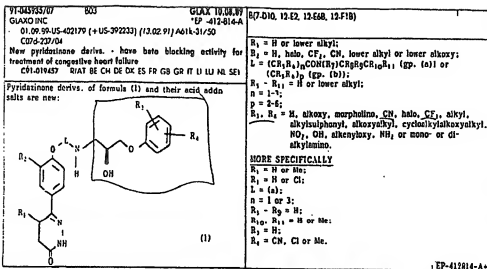 91-045935/07 B03 GLAX 10.08.89
GLAXO INC *EP -412-814-A
01.09.89-US-402179 (+US-392233) (13.02.91) A61k-31/50
C07d-237/04
New pyridazinone derivs. - have beta blocking activity for
treatment of congestive heart failure
C91-019457 R(AT BE CH DE DK ES FR GB GR IT LI LU NL SE)
Pyridazinone derivs. of formula (1) and their acid addn
salts are new:
R₃
R₄
O
L
N
H
O
OH
R₂
R₁
N
NH
O
(1)
B(7-D10, 12-E2, 12-E6B, 12-F1B)
R₁ = H or lower alkyl;
R₂ = H, halo, CF₃, CN, lower alkyl or lower alkoxy;
L = (CR₅R₆)nCON(R₇)CR₈R₉CR₁₀R₁₁ (gp. (a)) or
(CR₅R₆)p (gp. (b));
R₅ - R₁₁ = H or lower alkyl;
n = 1-3;
p = 2-6;
R₃, R₄ = H, alkoxy, morpholino, CN, halo, CF₃, alkyl,
alkylsulphonyl, alkoxyalkyl, cycloalkylalkoxyalkyl,
NO₂, OH, alkenyloxy, NH₂ or mono- or di-
alkylamino.
MORE SPECIFICALLY
R₁ = H or Me;
R₂ = H or Cl;
L = (a);
n = 1 or 3;
R₅ - R₉ = H;
R₁₀, R₁₁ = H or Me;
R₃ = H;
R₄ = CN, Cl or Me.
EP-412814-A+